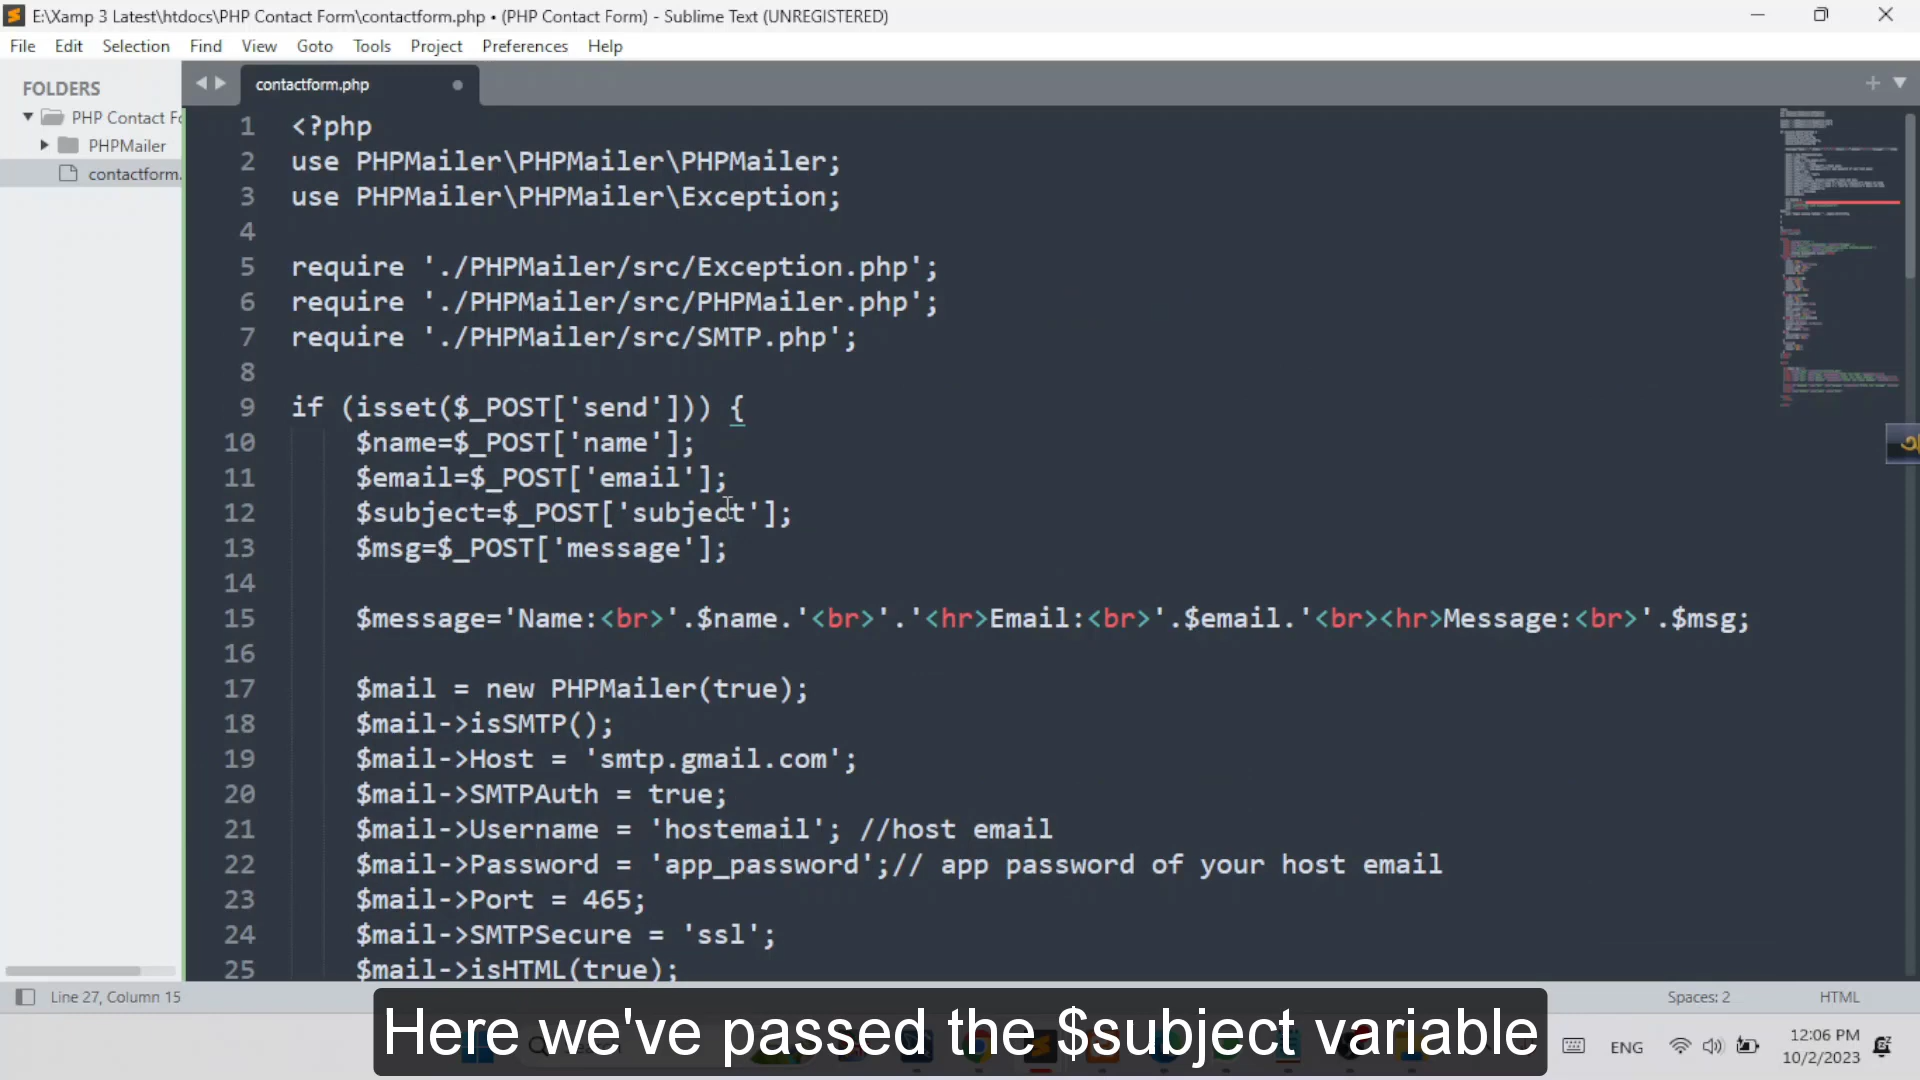 E:\Xamp 3 Latest\htdocs\PHP Contact Form\contactform.php • (PHP Contact Form) - Sublime Text (UNREGISTERED)
File Edit Selection Find View Goto Tools Project Preferences Help
FOLDERS
PHP Contact Fo
PHPMailer
contactform.
contactform.php
1 <?php
2 use PHPMailer\PHPMailer\PHPMailer;
3 use PHPMailer\PHPMailer\Exception;
4
5 require './PHPMailer/src/Exception.php';
6 require './PHPMailer/src/PHPMailer.php';
7 require './PHPMailer/src/SMTP.php';
8
9 if (isset($_POST['send'])) {
10 $name=$_POST['name'];
11 $email=$_POST['email'];
12 $subject=$_POST['subject'];
13 $msg=$_POST['message'];
14
15 $message='Name:<br>'.$name.'<br>'.'<hr>Email:<br>'.$email.'<br><hr>Message:<br>'.$msg;
16
17 $mail = new PHPMailer(true);
18 $mail->isSMTP();
19 $mail->Host = 'smtp.gmail.com';
20 $mail->SMTPAuth = true;
21 $mail->Username = 'hostemail'; //host email
22 $mail->Password = 'app_password';// app password of your host email
23 $mail->Port = 465;
24 $mail->SMTPSecure = 'ssl';
25 $mail->isHTML(true);
Line 27, Column 15
Spaces: 2
HTML
Here we've passed the $subject variable
ENG
12:06 PM
10/2/2023